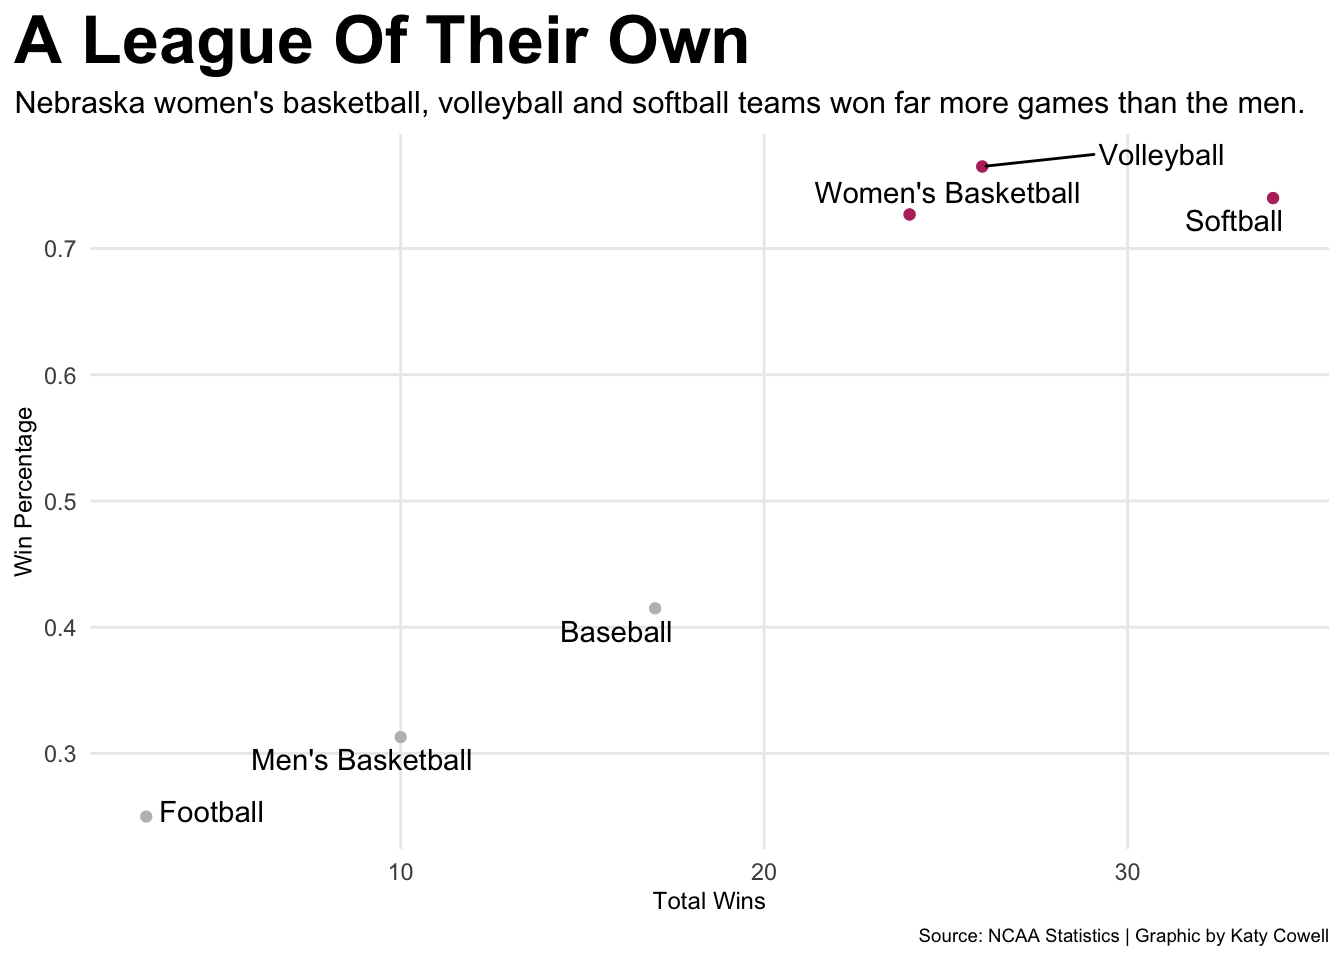 A League Of Their Own
Nebraska women's basketball, volleyball and softball teams won far more games than the men.
Volleyball
Women's Basketball
Softball
0.7
0.6
0.5
0.4
0.3
Win Percentage
Baseball
Men's Basketball
Football
10 20 30
Total Wins
Source: NCAA Statistics | Graphic by Katy Cowell